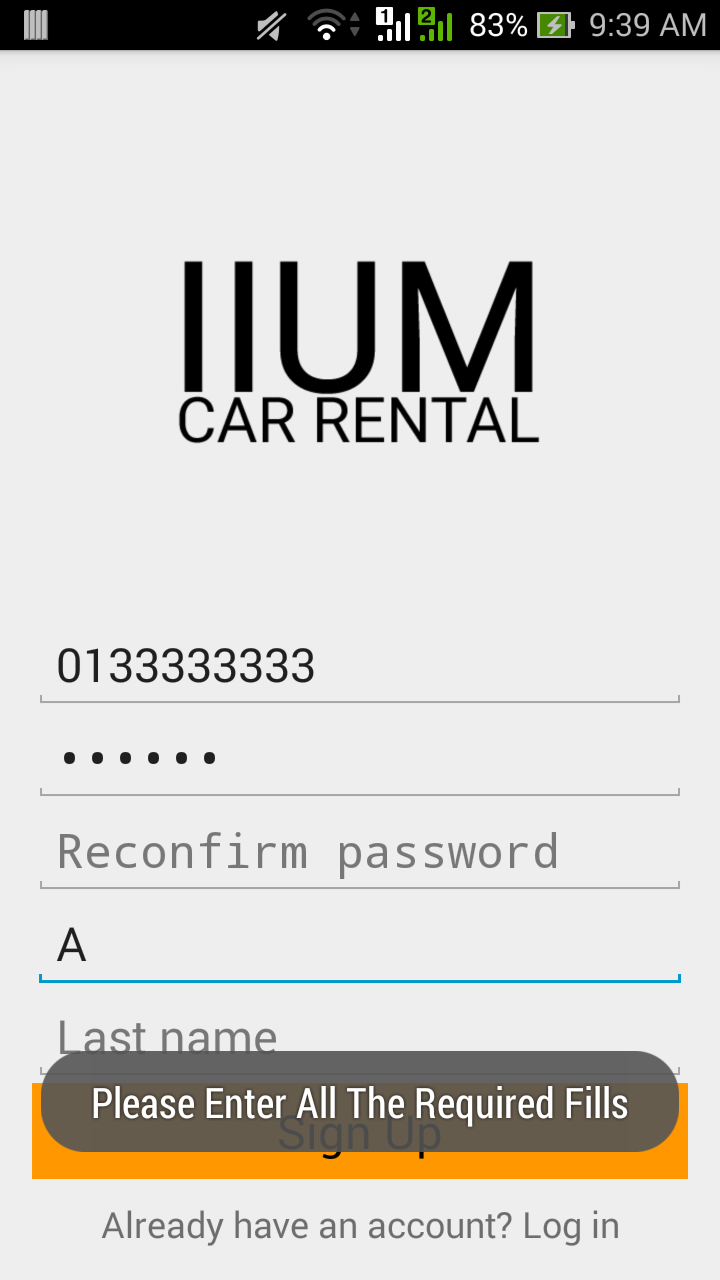 1 2 83% 9:39 AM
IIUM
CAR RENTAL
0133333333
••••••
Reconfirm password
A
Last name
Please Enter All The Required Fills
Sign Up
Already have an account? Log in